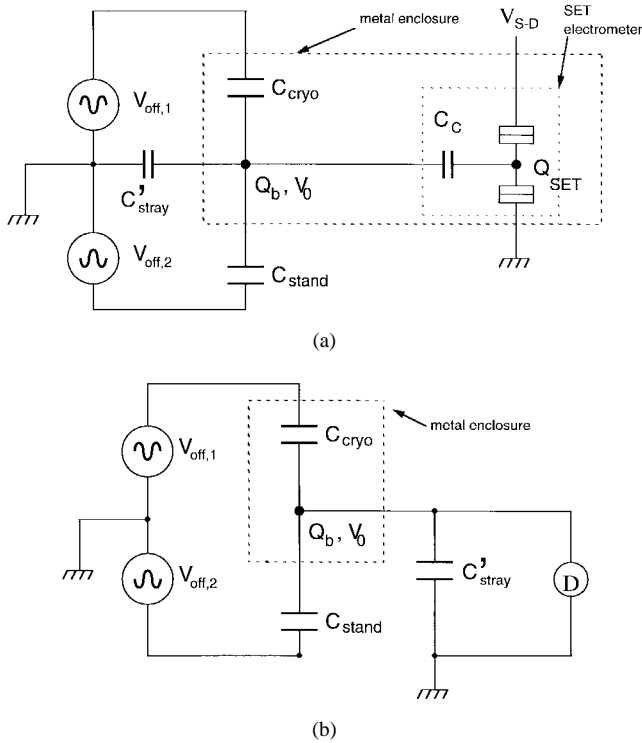 metal enclosure
V_S-D
SET
electrometer
V_off,1
C_cryo
C_C
C'_stray
Q_b , V_0
Q_SET
V_off,2
C_stand
(a)
metal enclosure
V_off,1
C_cryo
Q_b , V_0
V_off,2
C'_stray
D
C_stand
(b)